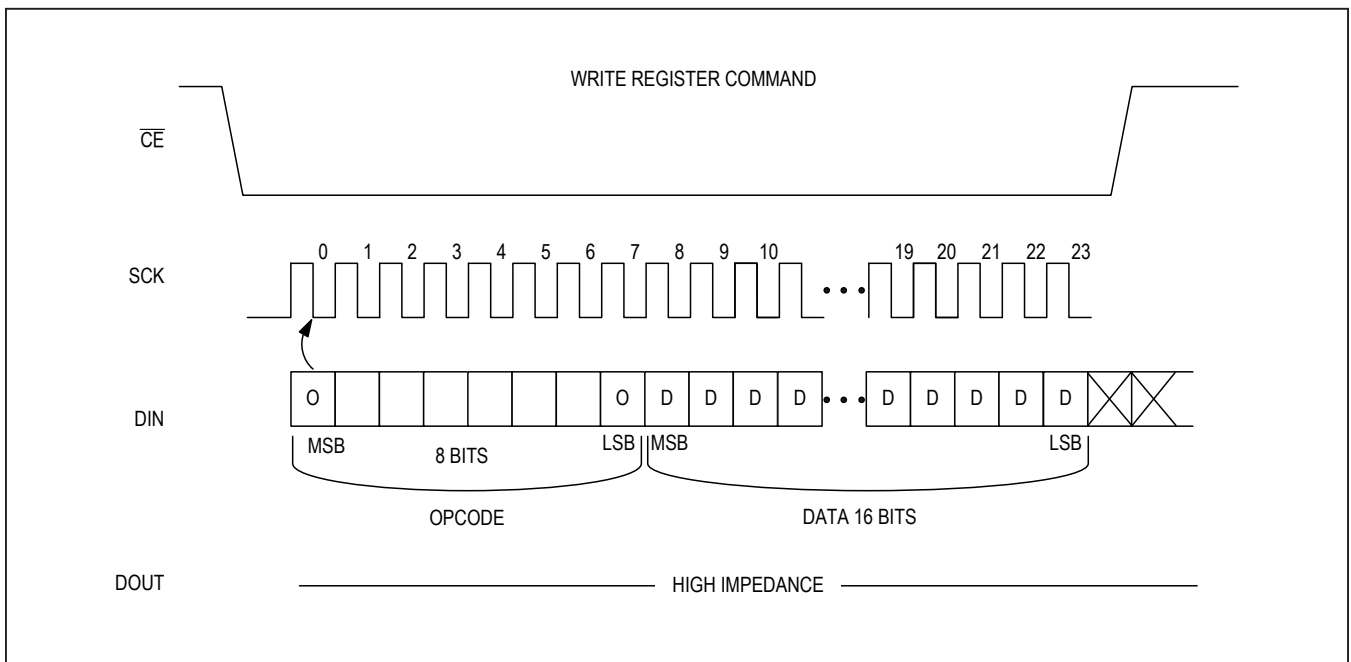 WRITE REGISTER COMMAND
CE
SCK
0 1 2 3 4 5 6 7 8 9 10 19 20 21 22 23
DIN
O O D D D D D D D D D
MSB 8 BITS LSB MSB LSB
OPCODE DATA 16 BITS
DOUT HIGH IMPEDANCE